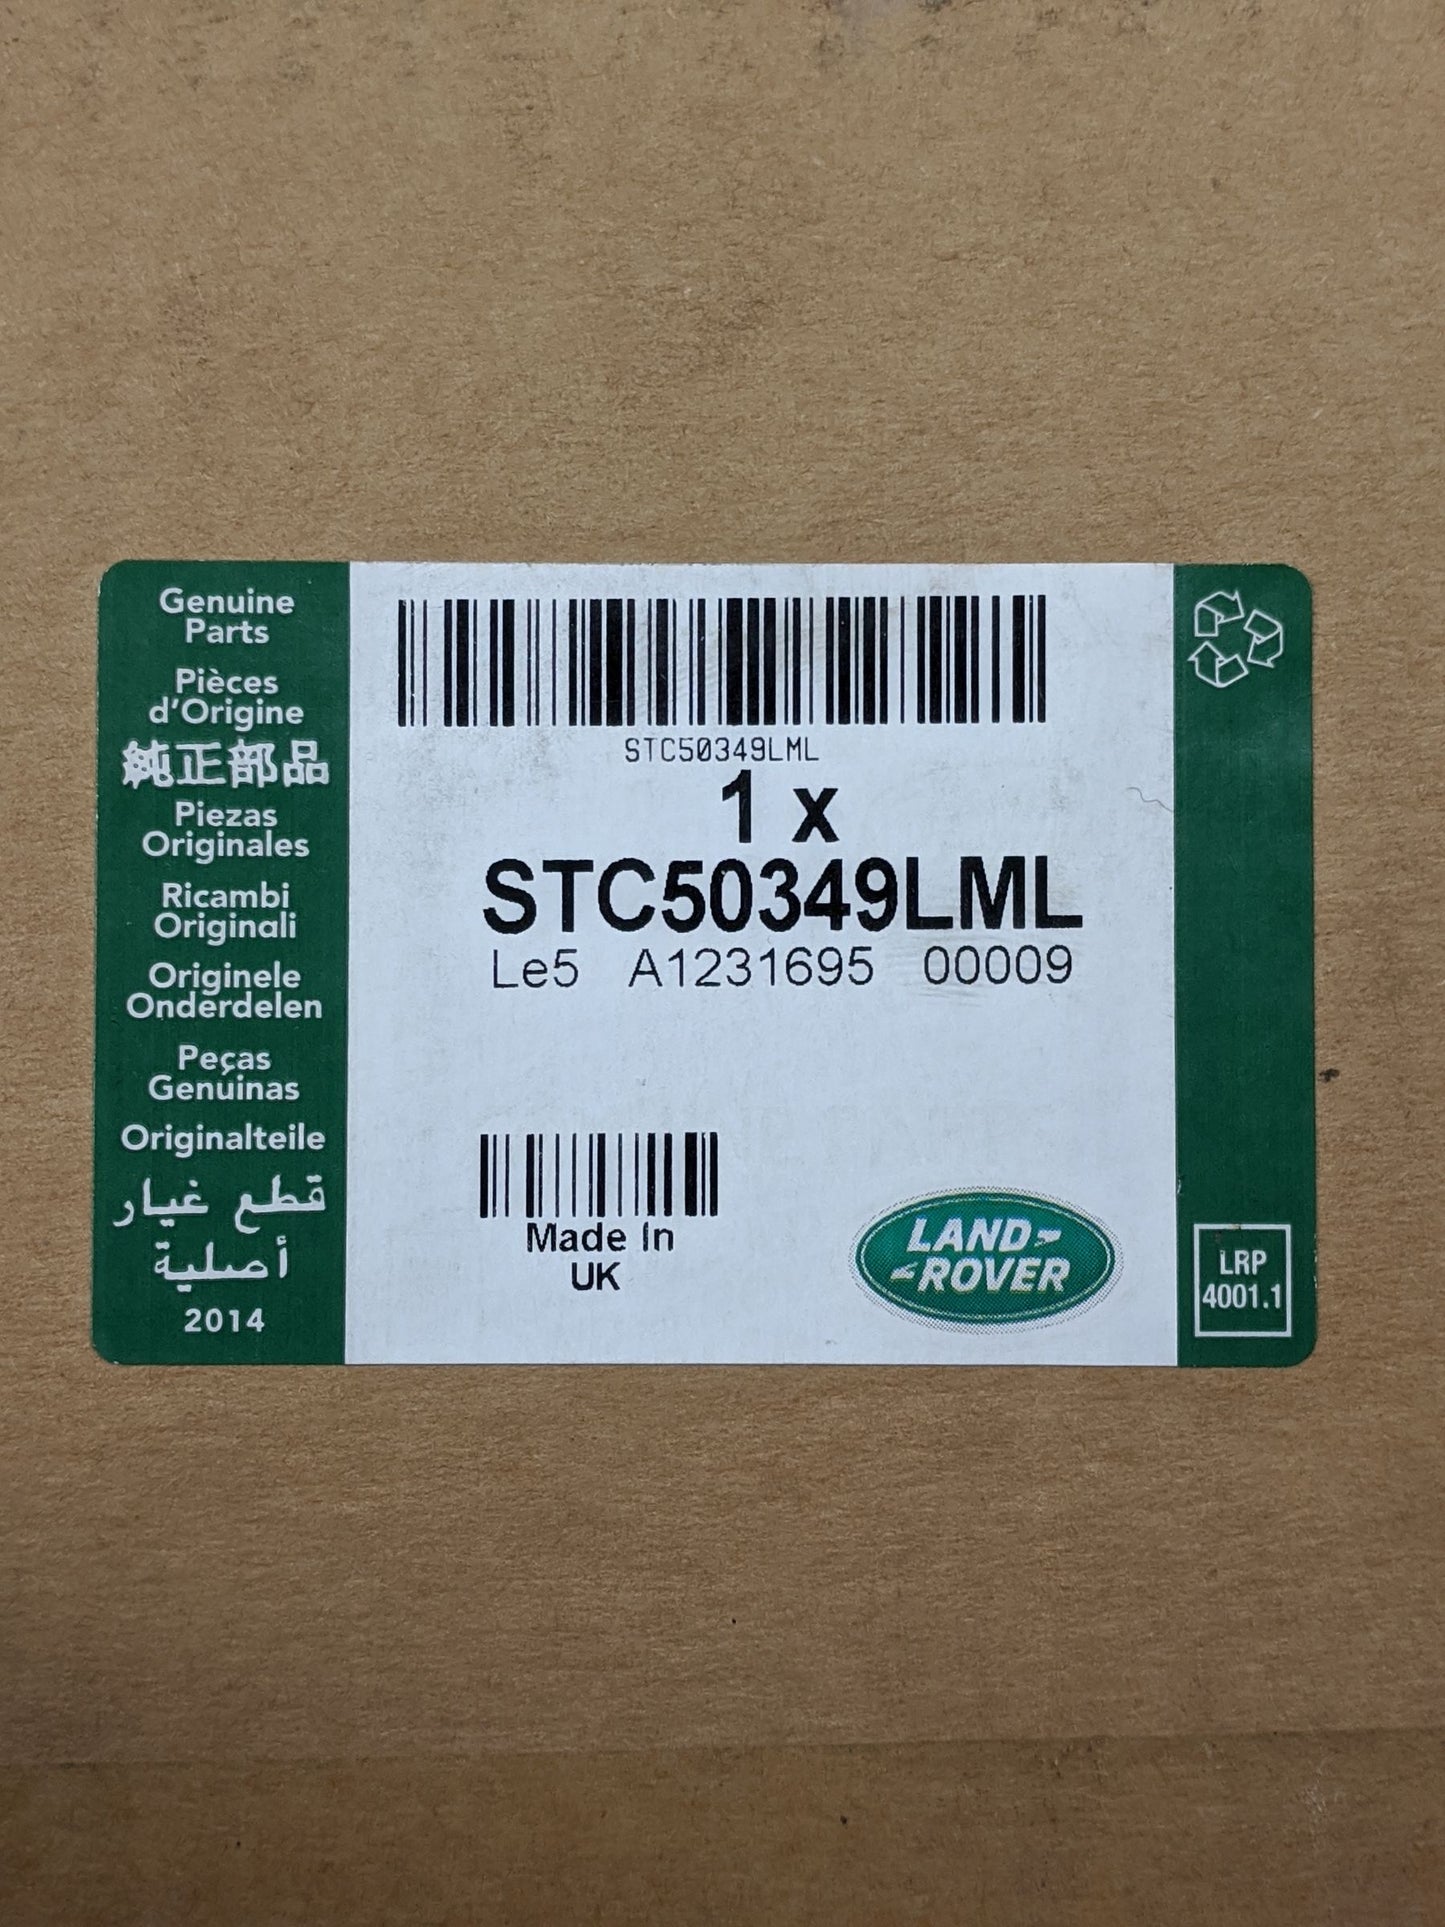 Genuine
Parts
Pièces
d'Origine
純正部品
Piezas
Originales
Ricambi
Originali
Originele
Onderdelen
Peças
Genuinas
Originalteile
قطع غيار
أصلية
2014
STC50349LML
1 x
STC50349LML
Le5 A1231695 00009
Made In
UK
LAND-
-ROVER
LRP
4001.1